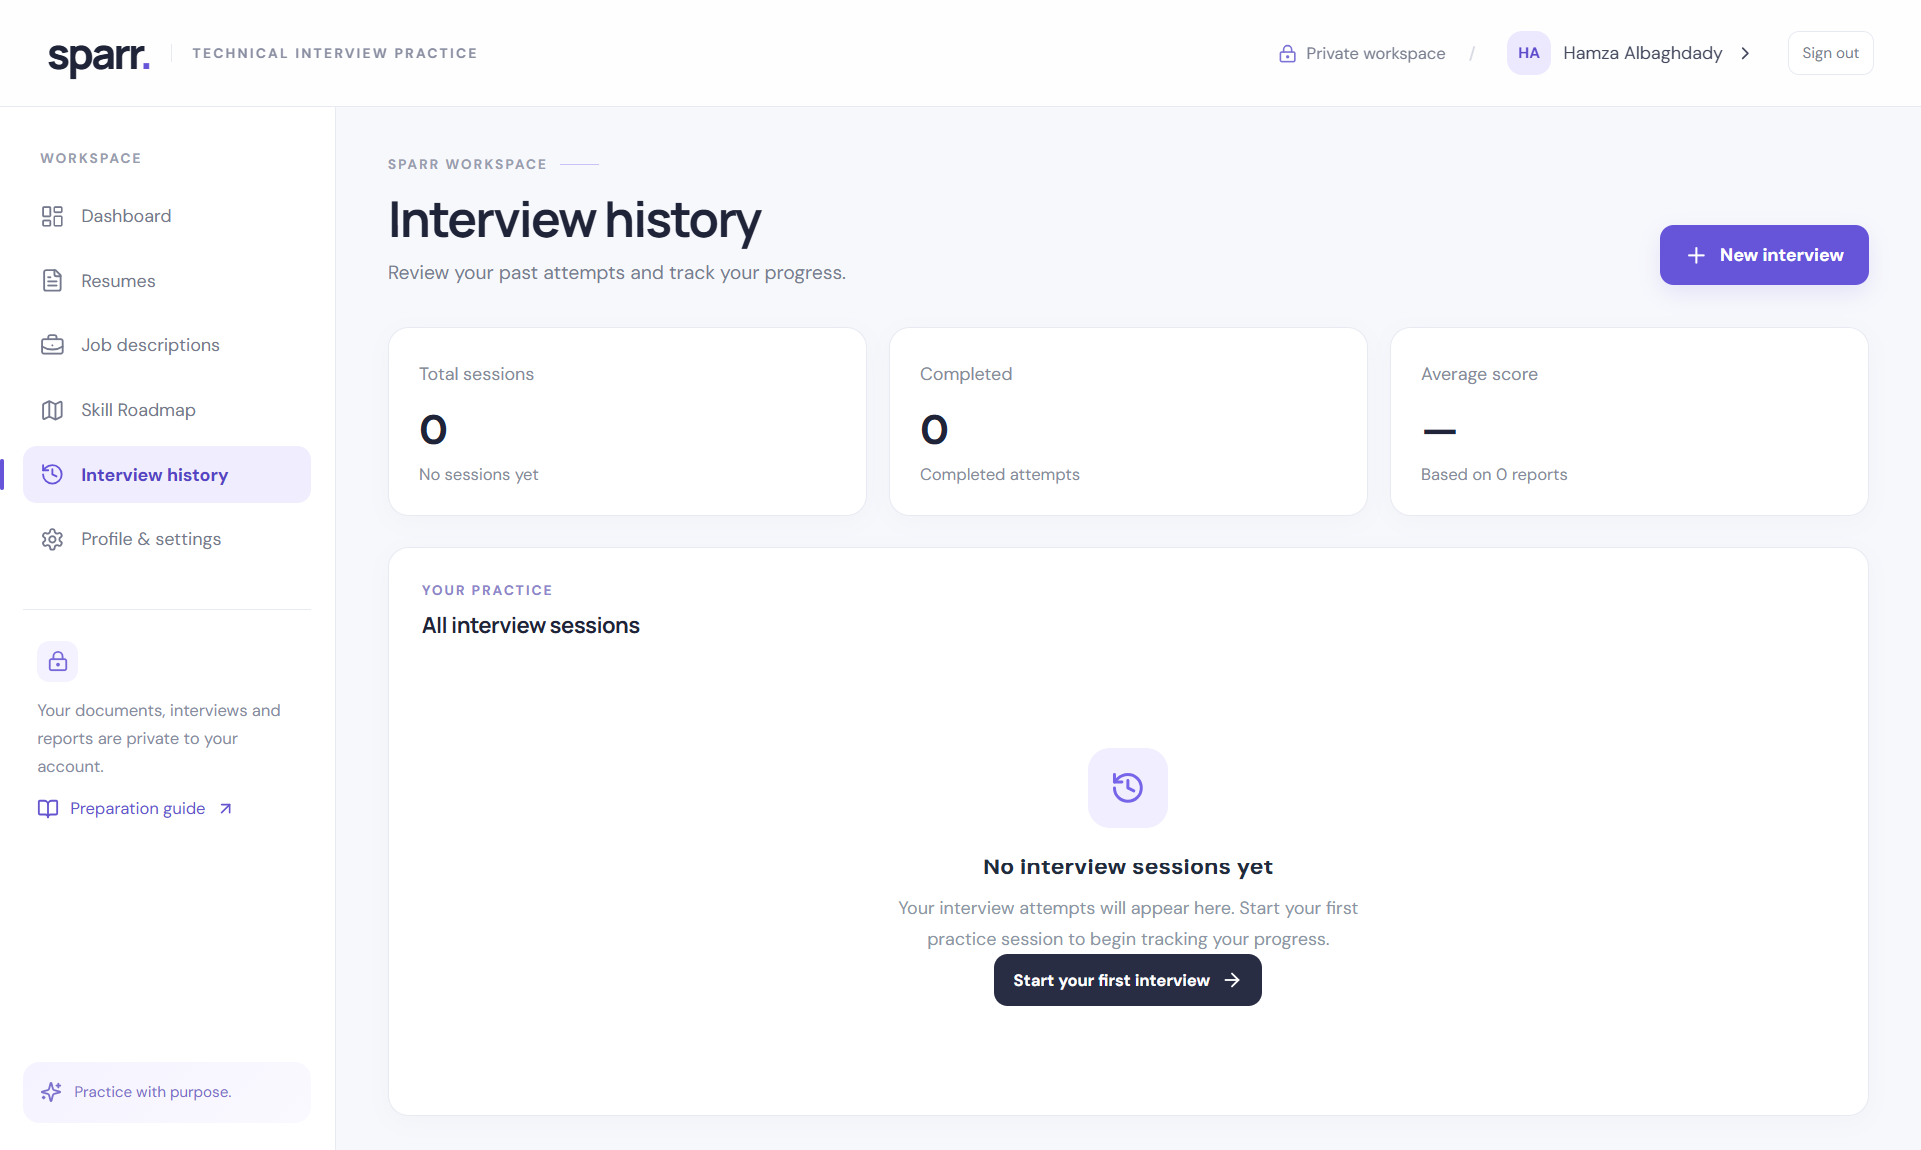 sparr.
TECHNICAL INTERVIEW PRACTICE
Private workspace
/
HA
Hamza Albaghdady
Sign out
WORKSPACE
Dashboard
Resumes
Job descriptions
Skill Roadmap
Interview history
Profile & settings
Your documents, interviews and
reports are private to your
account.
Preparation guide
Practice with purpose.
SPARR WORKSPACE
Interview history
Review your past attempts and track your progress.
New interview
Total sessions
0
No sessions yet
Completed
0
Completed attempts
Average score
—
Based on 0 reports
YOUR PRACTICE
All interview sessions
No interview sessions yet
Your interview attempts will appear here. Start your first
practice session to begin tracking your progress.
Start your first interview